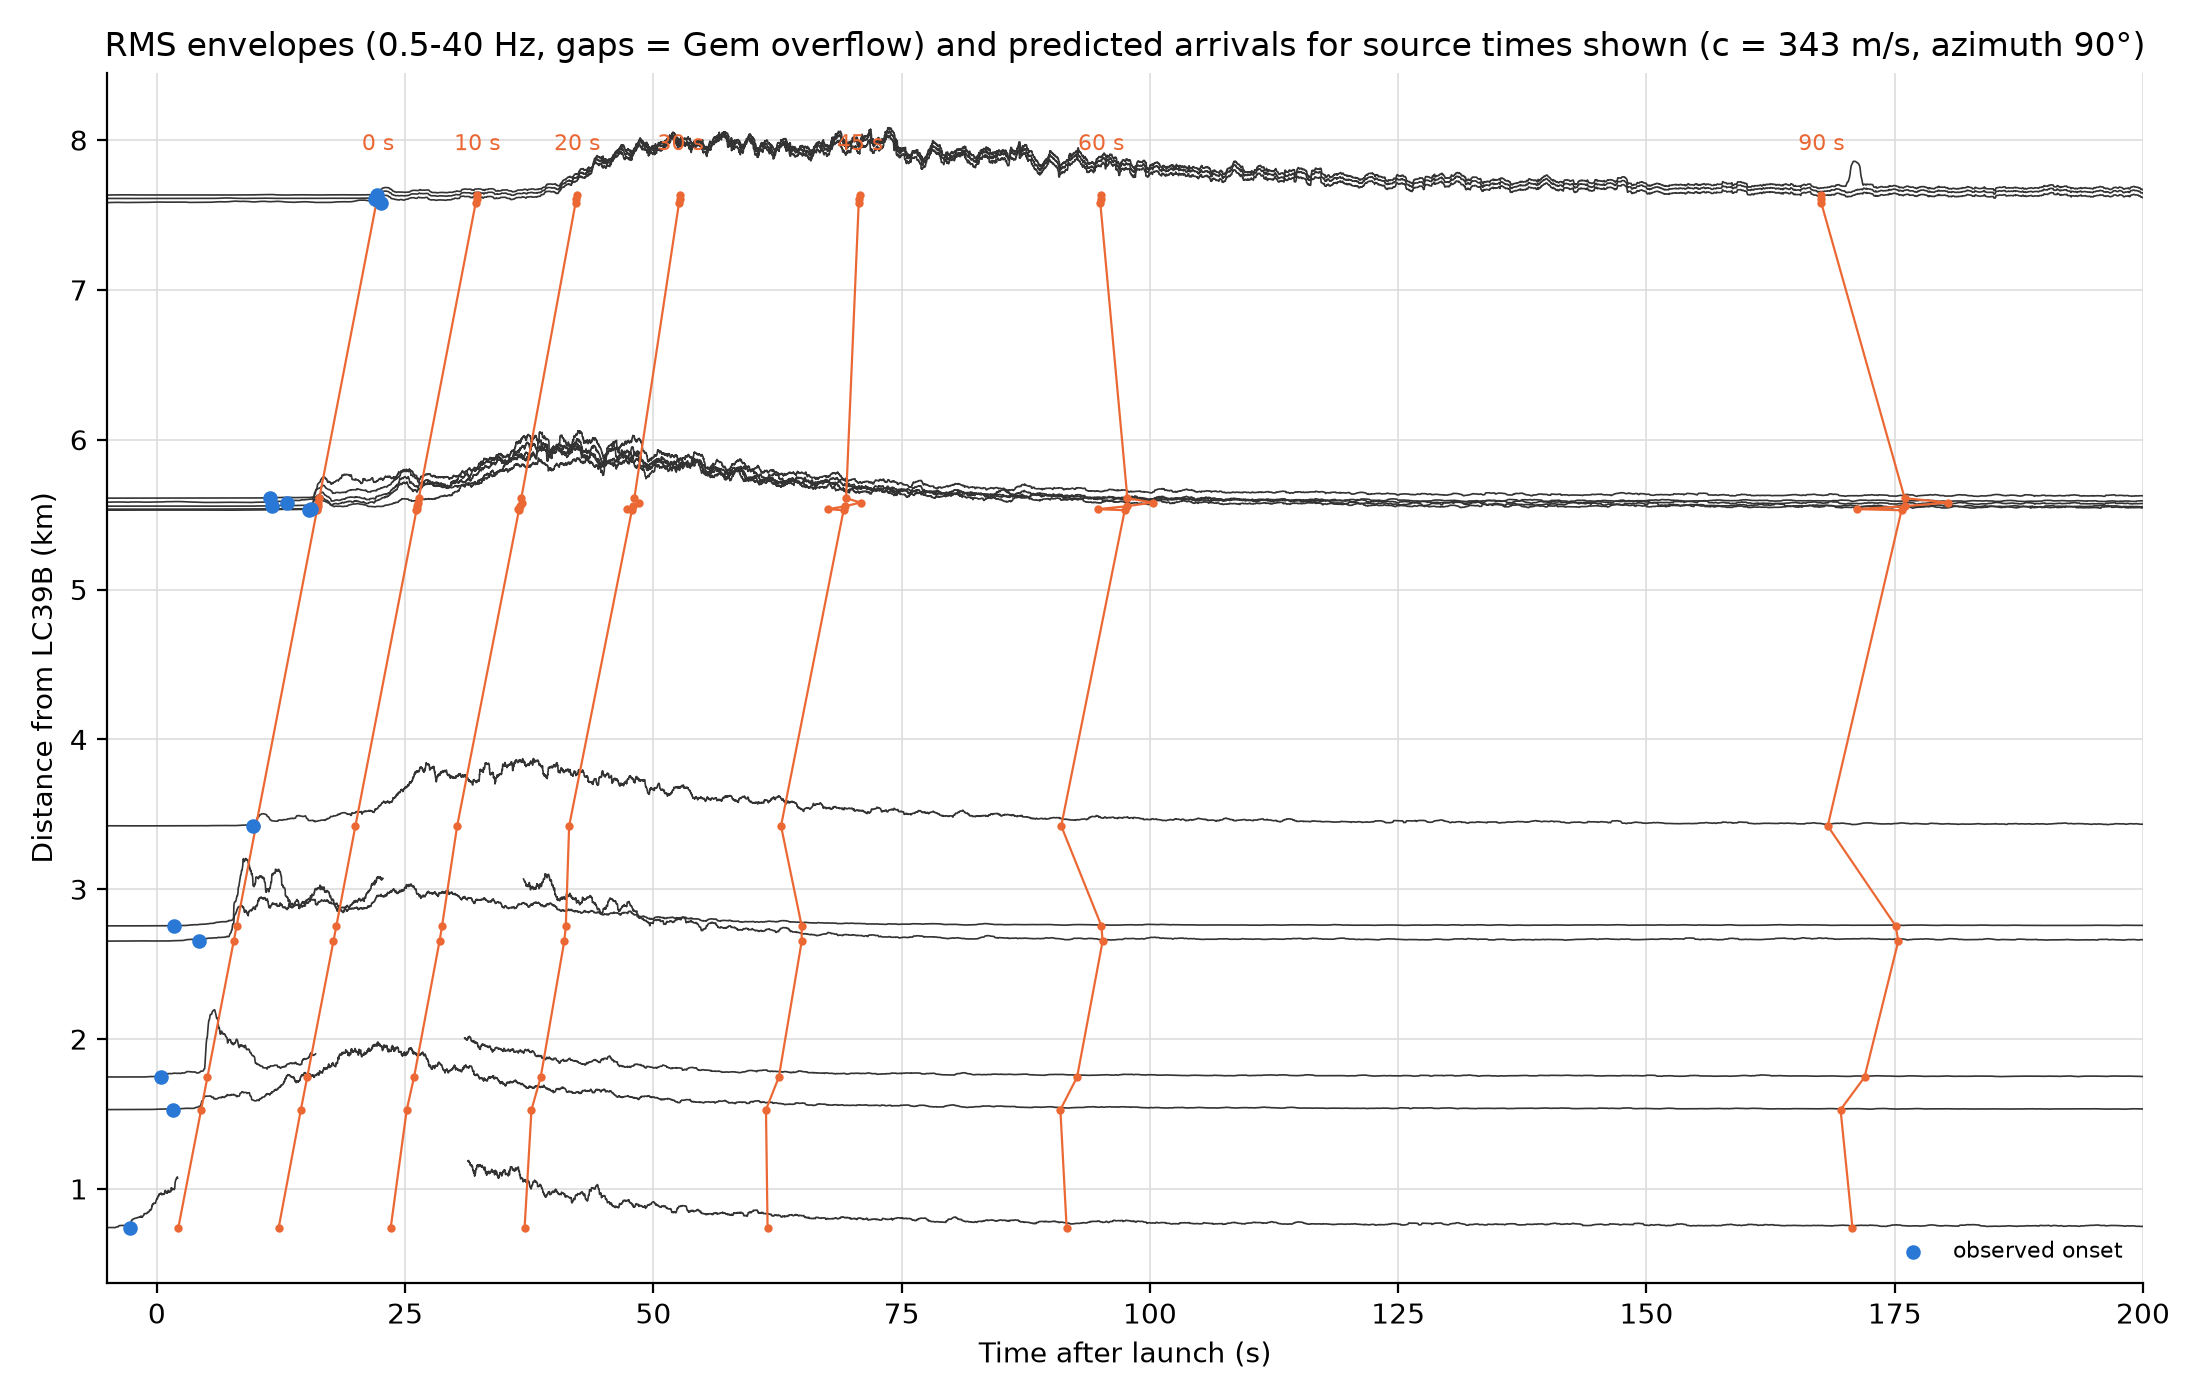 RMS envelopes (0.5-40 Hz, gaps = Gem overflow) and predicted arrivals for source times shown (c = 343 m/s, azimuth 90°)
0 s
10 s
20 s
30 s
45 s
60 s
90 s
8
7
6
5
4
3
2
1
Distance from LC39B (km)
observed onset
0
25
50
75
100
125
150
175
200
Time after launch (s)